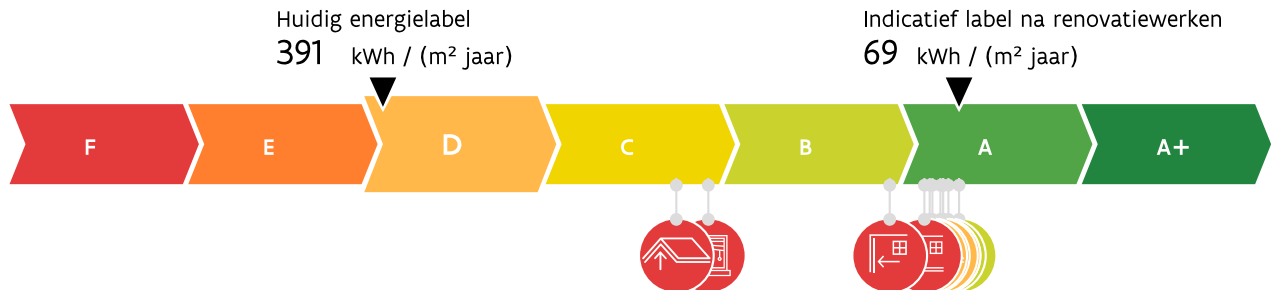 Huidig energielabel
391 kWh / (m² jaar)
Indicatief label na renovatiewerken
69 kWh / (m² jaar)
F E D C B A A+